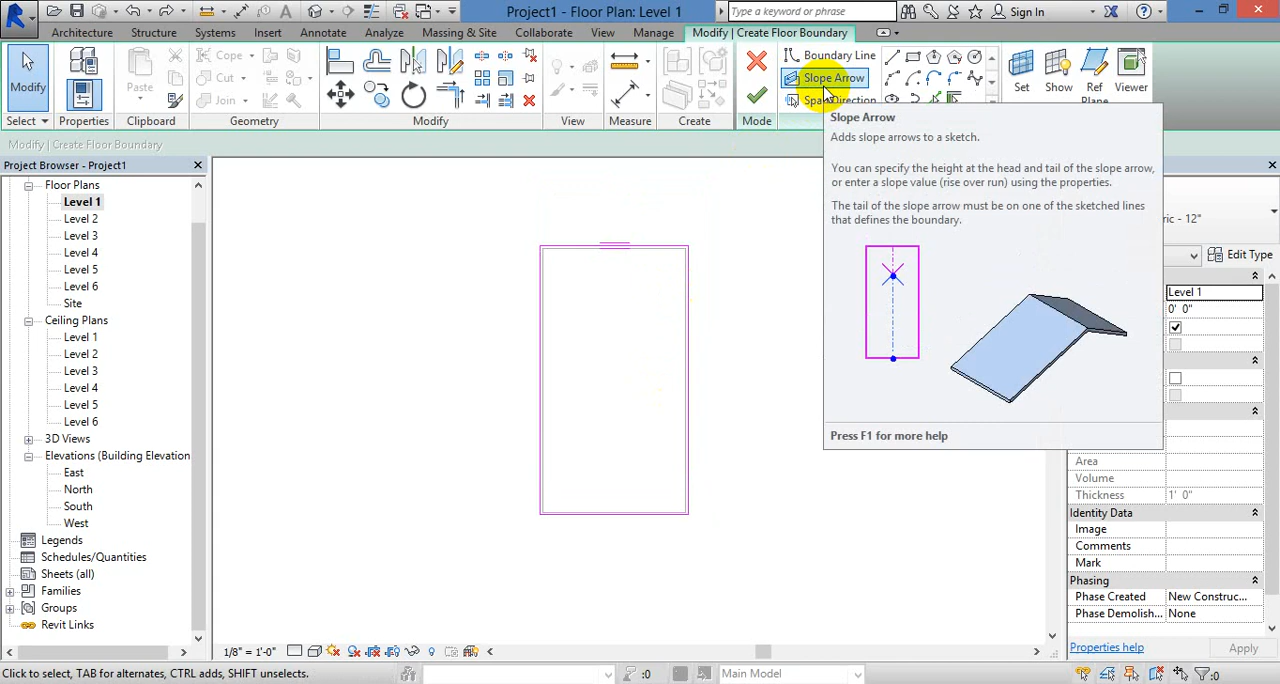 Project1 - Floor Plan: Level 1
Type a keyword or phrase
Sign In
Architecture
Structure
Systems
Insert
Annotate
Analyze
Massing & Site
Collaborate
View
Manage
Modify | Create Floor Boundary
Modify
Properties
Paste
Cope
Cut
Join
Boundary Line
Slope Arrow
Span Direction
Set
Show
Ref
Plane
Viewer
Select
Properties
Clipboard
Geometry
Modify
View
Measure
Create
Mode
Modify | Create Floor Boundary
Project Browser - Project1
Floor Plans
Level 1
Level 2
Level 3
Level 4
Level 5
Level 6
Site
Ceiling Plans
Level 1
Level 2
Level 3
Level 4
Level 5
Level 6
3D Views
Elevations (Building Elevation
East
North
South
West
Legends
Schedules/Quantities
Sheets (all)
Families
Groups
Revit Links
Slope Arrow
Adds slope arrows to a sketch.
You can specify the height at the head and tail of the slope arrow,
or enter a slope value (rise over run) using the properties.
The tail of the slope arrow must be on one of the sketched lines
that defines the boundary.
Press F1 for more help
ric - 12"
Edit Type
Level 1
0' 0"
Area
Volume
Thickness
1' 0"
Identity Data
Image
Comments
Mark
Phasing
Phase Created
New Construc...
Phase Demolish...
None
Properties help
Apply
1/8" = 1'-0"
Click to select, TAB for alternates, CTRL adds, SHIFT unselects.
:0
Main Model
:0